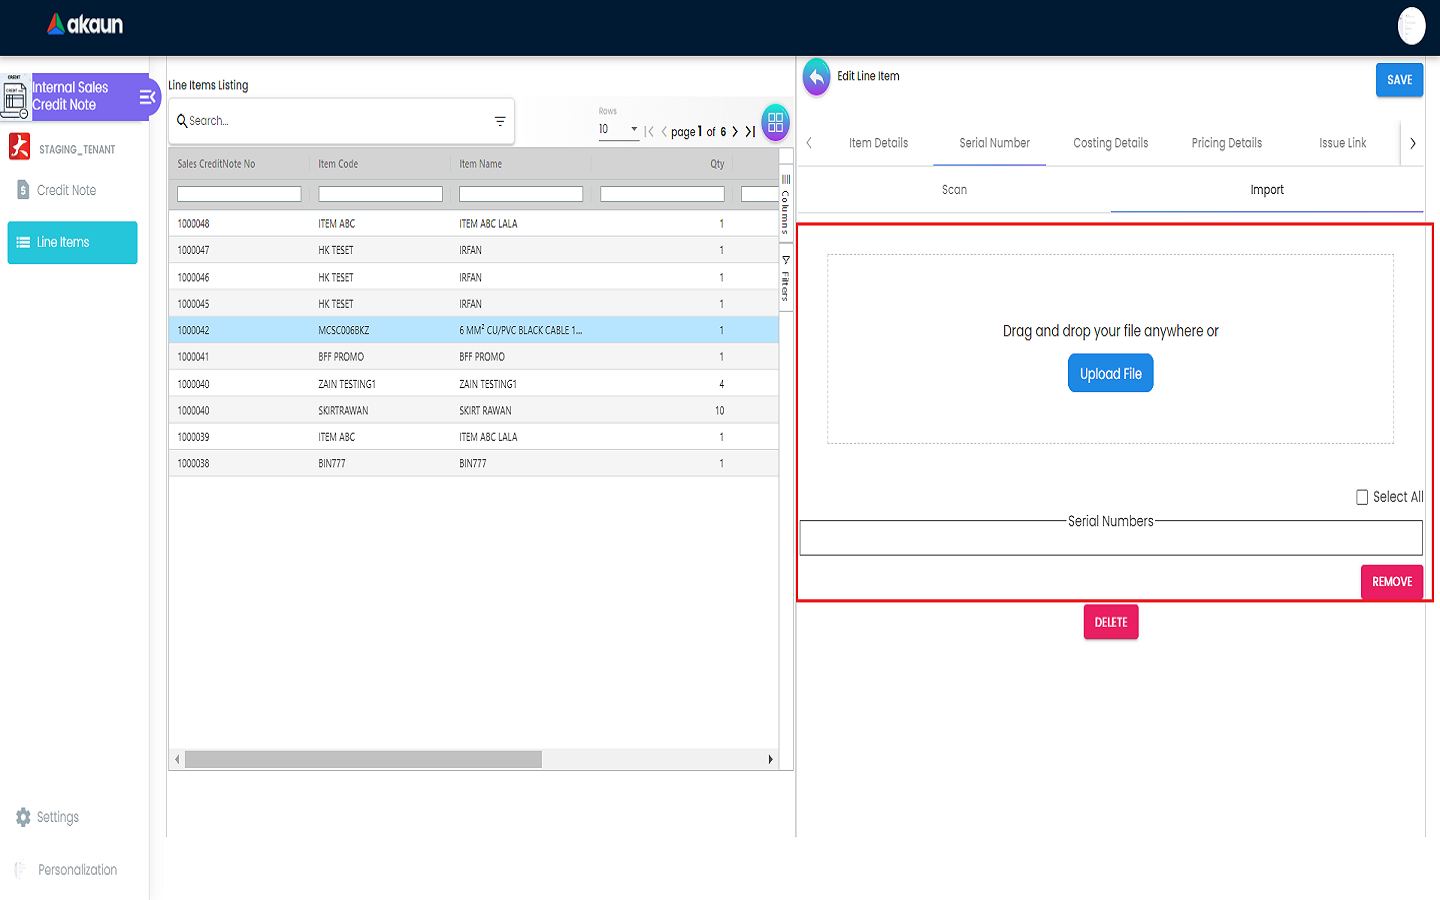 akaun
CREDIT
Internal Sales
Credit Note
STAGING_TENANT
Credit Note
Line Items
Settings
Personalization
Line Items Listing
Search...
Rows
10
page 1 of 6
Sales CreditNote No Item Code Item Name Qty
1000048 ITEM ABC ITEM ABC LALA 1
1000047 HK TESET IRFAN 1
1000046 HK TESET IRFAN 1
1000045 HK TESET IRFAN 1
1000042 MCSC006BKZ 6 MM² CU/PVC BLACK CABLE 1... 1
1000041 BFF PROMO BFF PROMO 1
1000040 ZAIN TESTING1 ZAIN TESTING1 4
1000040 SKIRTRAWAN SKIRT RAWAN 10
1000039 ITEM ABC ITEM ABC LALA 1
1000038 BIN777 BIN777 1
Columns
Filters
Edit Line Item
SAVE
Item Details Serial Number Costing Details Pricing Details Issue Link
Scan Import
Drag and drop your file anywhere or
Upload File
Select All
Serial Numbers
REMOVE
DELETE